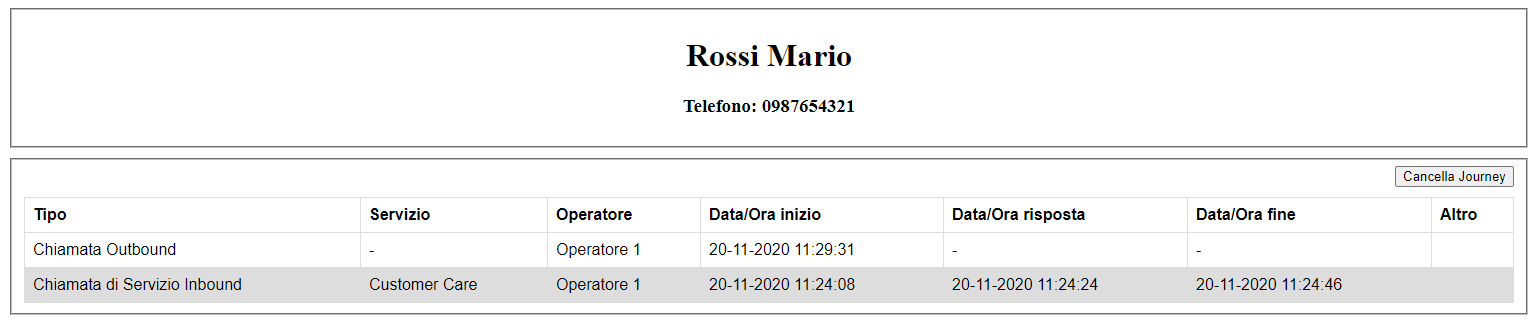 Rossi Mario
Telefono: 0987654321
Cancella Journey
Tipo Servizio Operatore Data/Ora inizio Data/Ora risposta Data/Ora fine Altro
Chiamata Outbound - Operatore 1 20-11-2020 11:29:31 - -
Chiamata di Servizio Inbound Customer Care Operatore 1 20-11-2020 11:24:08 20-11-2020 11:24:24 20-11-2020 11:24:46